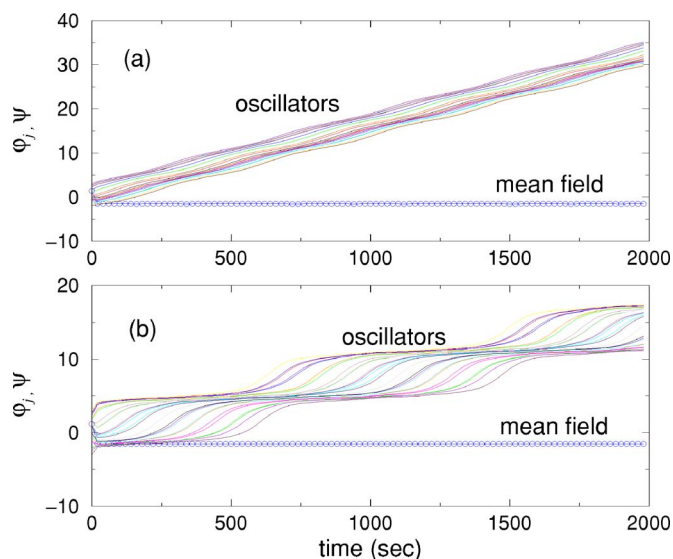 40
30
20
10
0
−10
φj, ψ
(a)
oscillators
mean field
0 500 1000 1500 2000
20
10
0
−10
φj, ψ
(b)
oscillators
mean field
0 500 1000 1500 2000
time (sec)